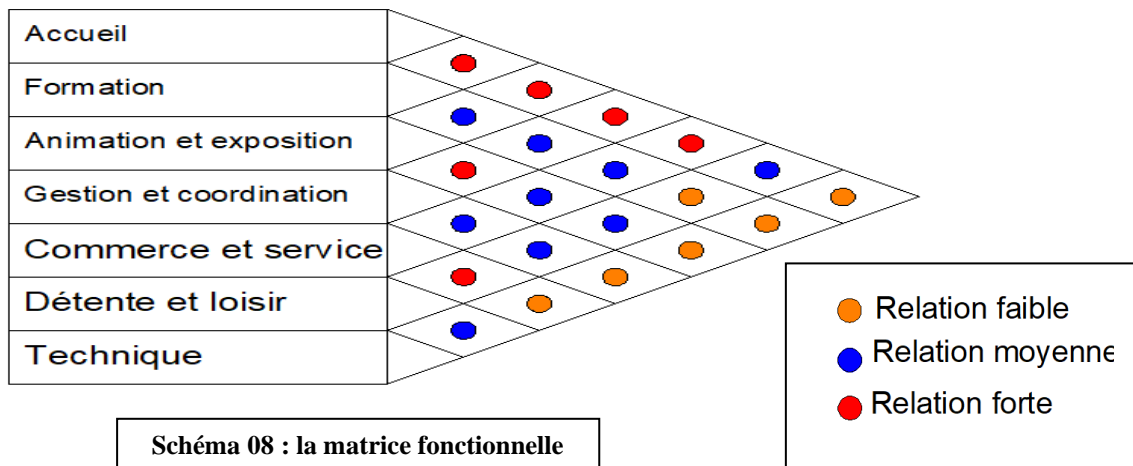 Accueil
Formation
Animation et exposition
Gestion et coordination
Commerce et service
Détente et loisir
Technique
Relation faible
Relation moyenne
Relation forte
Schéma 08 : la matrice fonctionnelle